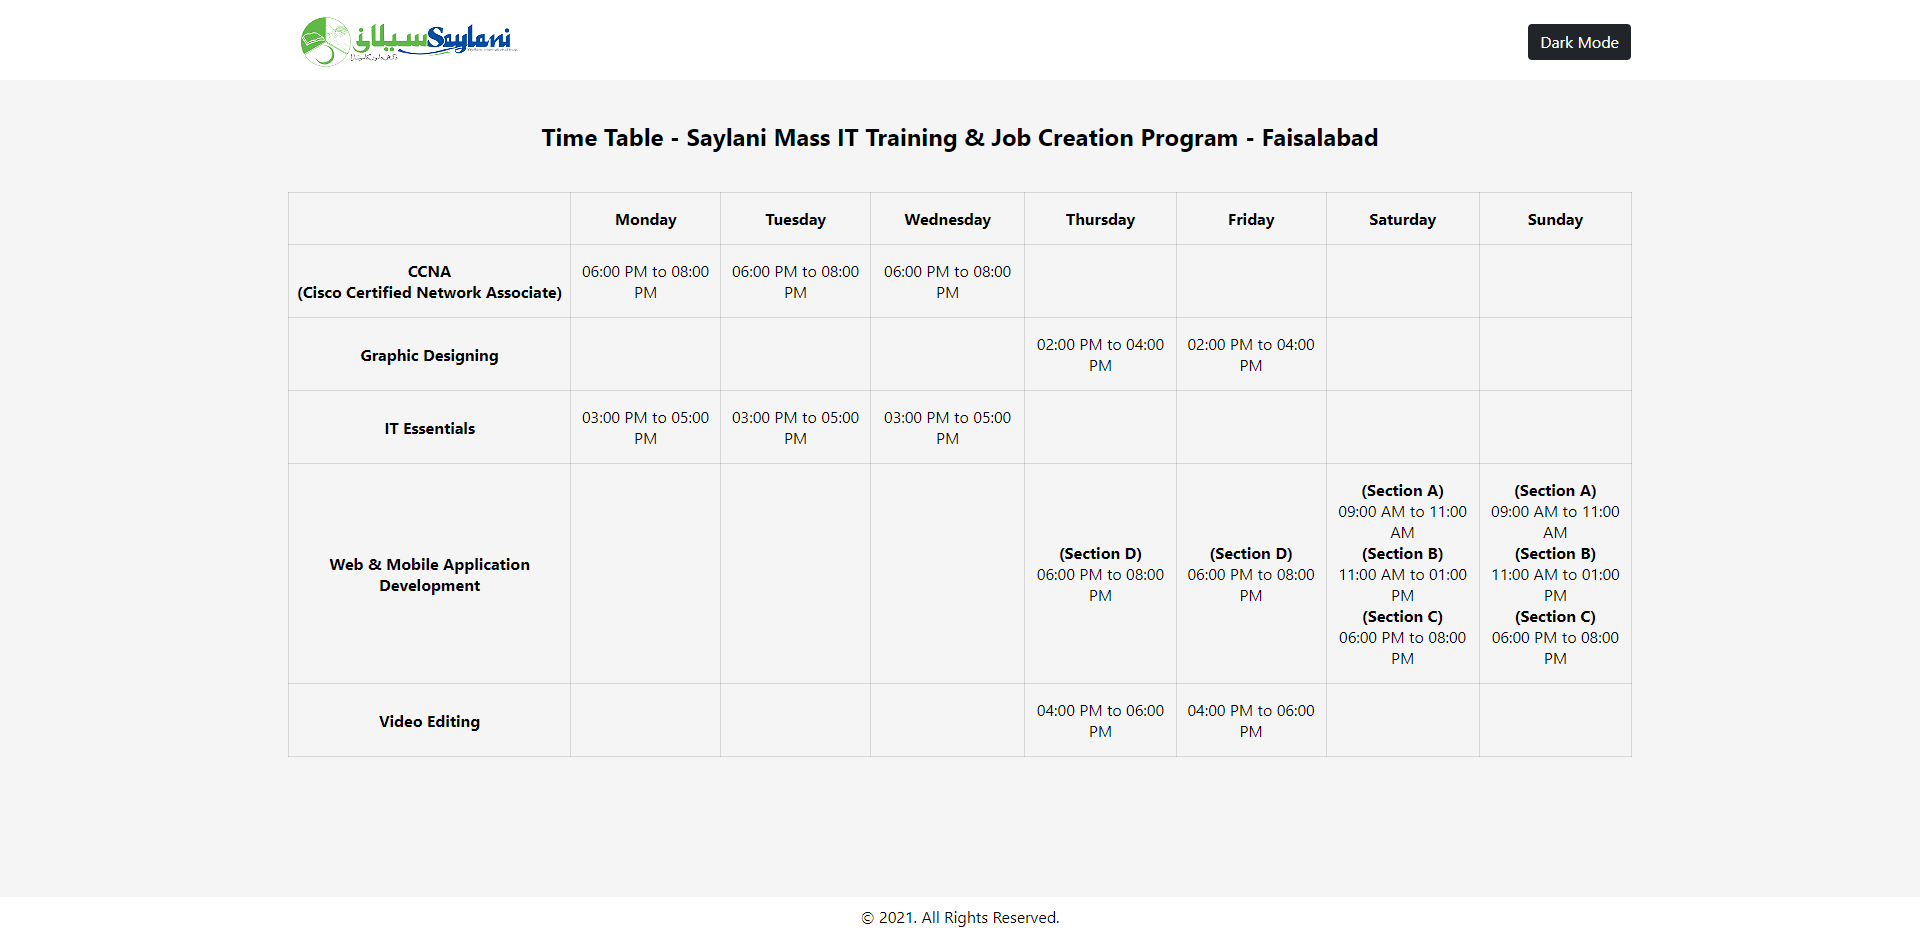 سیلانی Saylani
Dark Mode
Time Table - Saylani Mass IT Training & Job Creation Program - Faisalabad
Monday Tuesday Wednesday Thursday Friday Saturday Sunday
CCNA
(Cisco Certified Network Associate)
06:00 PM to 08:00
PM
06:00 PM to 08:00
PM
06:00 PM to 08:00
PM
Graphic Designing
02:00 PM to 04:00
PM
02:00 PM to 04:00
PM
IT Essentials
03:00 PM to 05:00
PM
03:00 PM to 05:00
PM
03:00 PM to 05:00
PM
Web & Mobile Application
Development
(Section D)
06:00 PM to 08:00
PM
(Section D)
06:00 PM to 08:00
PM
(Section A)
09:00 AM to 11:00
AM
(Section B)
11:00 AM to 01:00
PM
(Section C)
06:00 PM to 08:00
PM
(Section A)
09:00 AM to 11:00
AM
(Section B)
11:00 AM to 01:00
PM
(Section C)
06:00 PM to 08:00
PM
Video Editing
04:00 PM to 06:00
PM
04:00 PM to 06:00
PM
© 2021. All Rights Reserved.